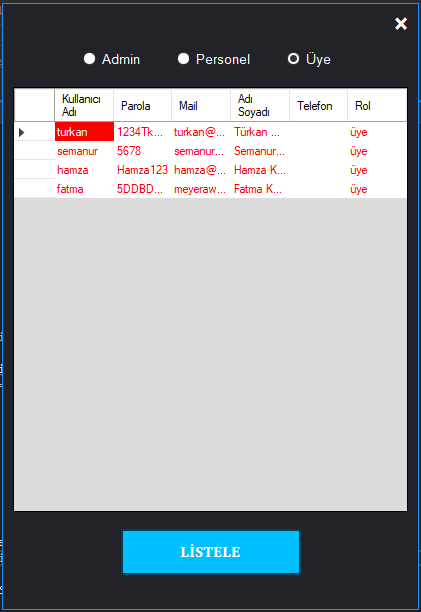 Admin Personel Üye
Kullanıcı Adı Parola Mail Adı Soyadı Telefon Rol
turkan 1234Tk... turkan@... Türkan ... üye
semanur 5678 semanur... Semanur... üye
hamza Hamza123 hamza@... Hamza K... üye
fatma 5DDBD... meyeraw... Fatma K... üye
LİSTELE